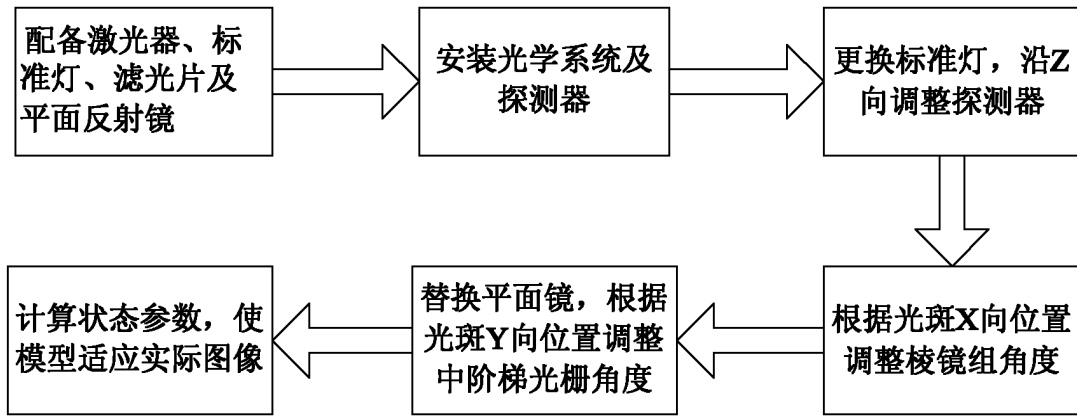 配备激光器、标
准灯、滤光片及
平面反射镜
安装光学系统及
探测器
更换标准灯，沿Z
向调整探测器
根据光斑X向位置
调整棱镜组角度
替换平面镜，根据
光斑Y向位置调整
中阶梯光栅角度
计算状态参数，使
模型适应实际图像